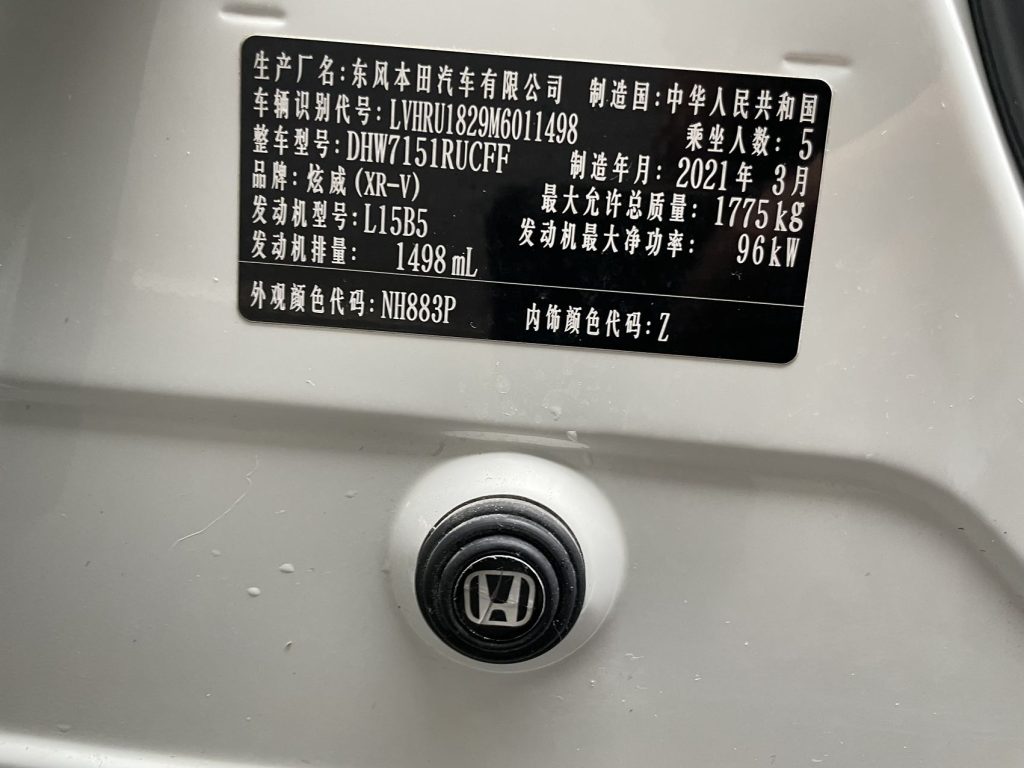 生产厂名:东风本田汽车有限公司 制造国:中华人民共和国
车辆识别代号:LVHRU1829M6011498 乘坐人数:5
整车型号:DHW7151RUCFF 制造年月:2021年 3月
品牌:炫威(XR-V) 最大允许总质量:1775kg
发动机型号:L15B5 发动机最大净功率:96kW
发动机排量:1498mL
外观颜色代码:NH883P 内饰颜色代码:Z